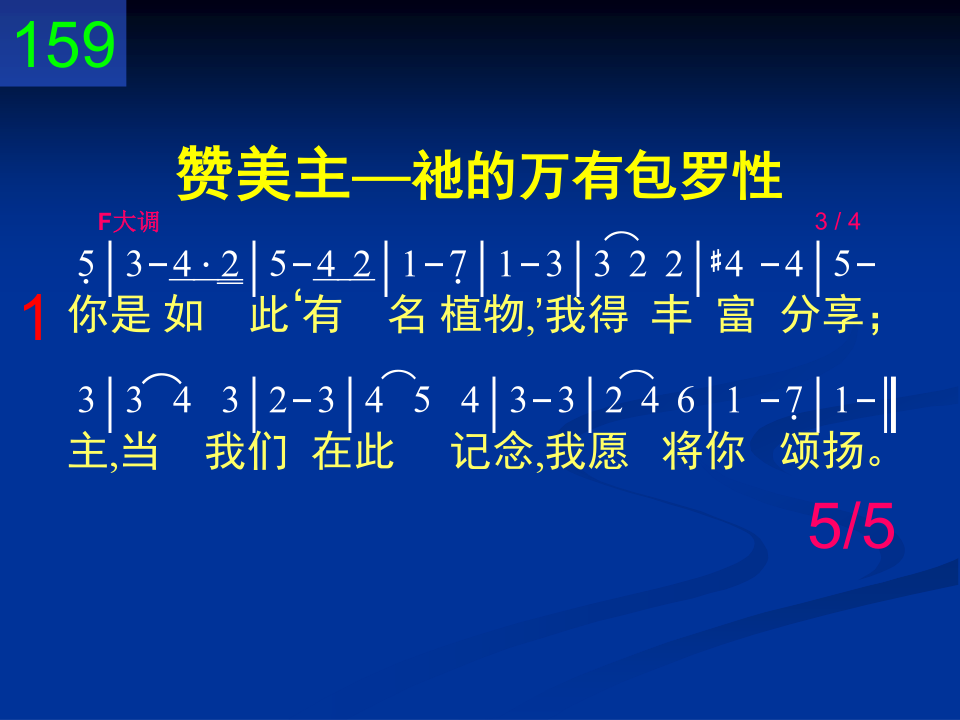 159
赞美主—祂的万有包罗性
F大调 3 / 4
5̣ | 3 - 4 · 2 | 5 - 4 2 | 1 - 7̣ | 1 - 3 | 3 2 2 | #4 - 4 | 5 -
1 你是 如 此‘有 名 植物,’我得 丰 富 分享；
3 | 3 4 3 | 2 - 3 | 4 5 4 | 3 - 3 | 2 4 6 | 1 - 7̣ | 1 - ‖
主,当 我们 在此 记念,我愿 将你 颂扬。
5/5